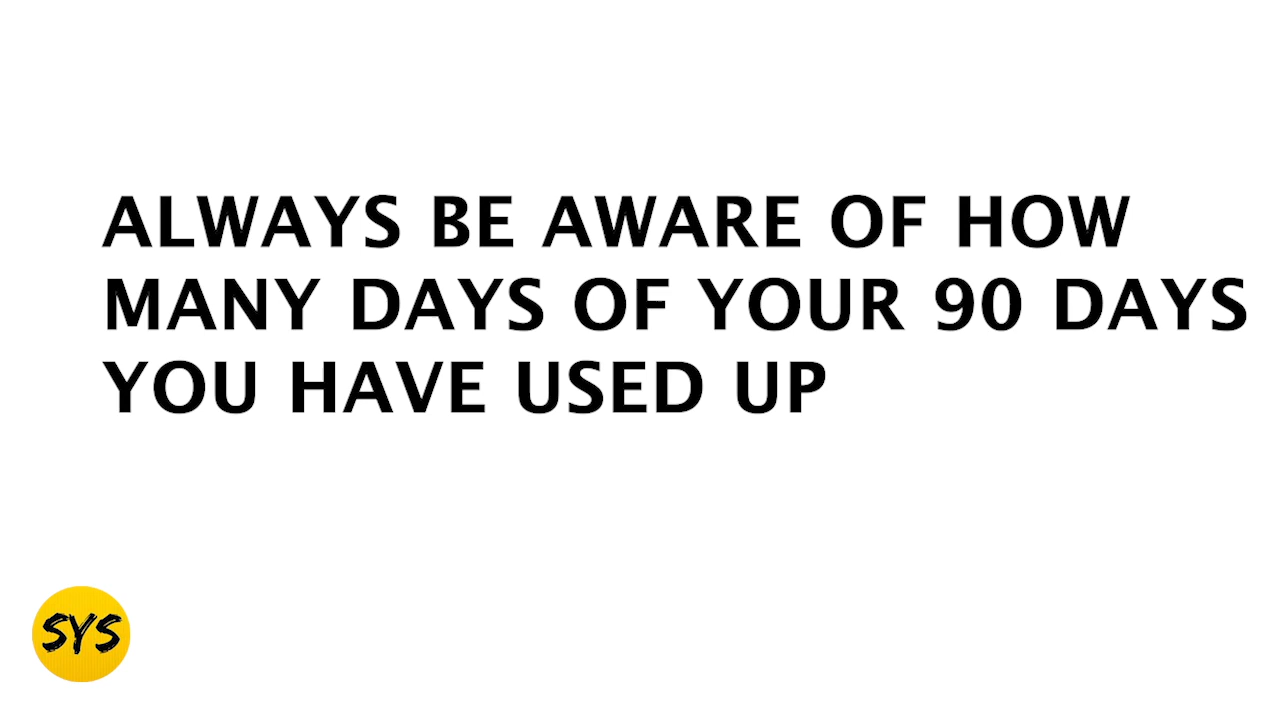 ALWAYS BE AWARE OF HOW
MANY DAYS OF YOUR 90 DAYS
YOU HAVE USED UP
SYS